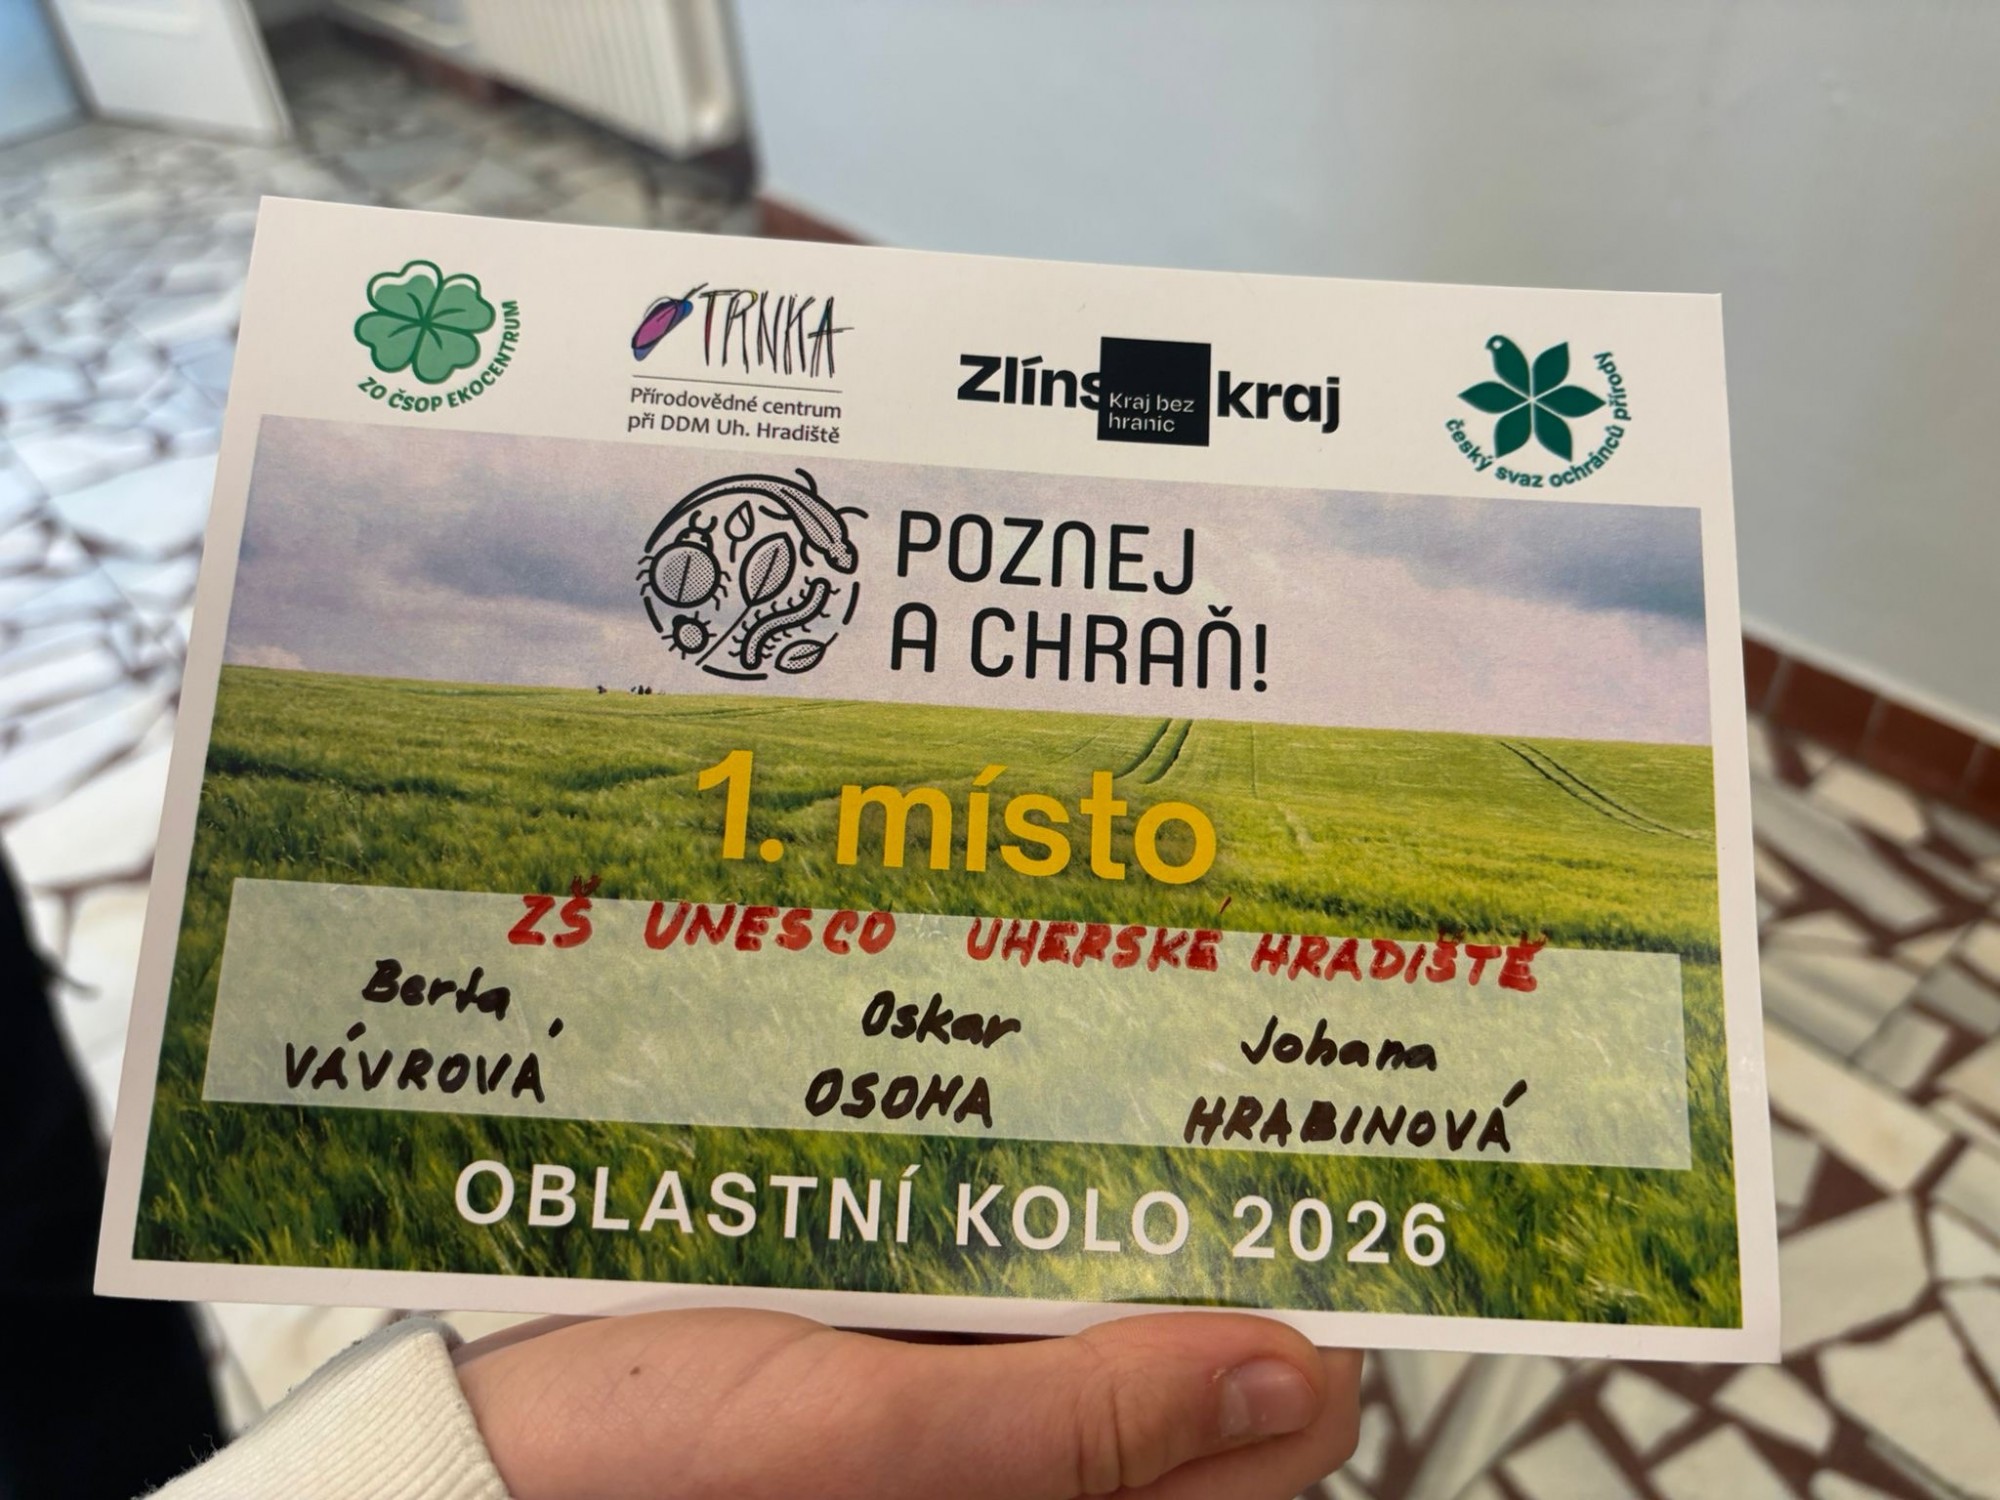 ZO ČSOP EKOCENTRUM
TRNKA
Přírodovědné centrum
při DDM Uh. Hradiště
Zlíns kraj
Kraj bez
hranic
český svaz ochránců přírody
POZNEJ
A CHRAŇ!
1. místo
ZŠ UNESCO UHERSKÉ HRADIŠTĚ
Berta
VÁVROVÁ
Oskar
OSOHA
Johana
HRABINOVÁ
OBLASTNÍ KOLO 2026